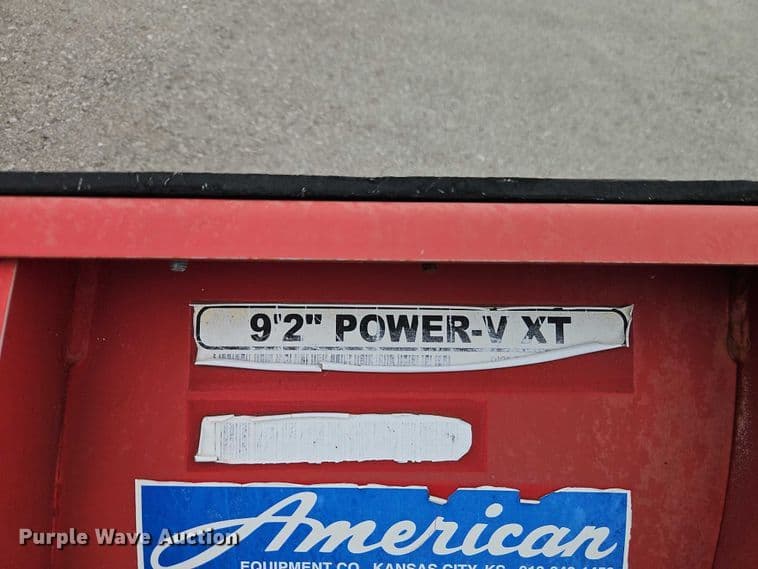 9'2" POWER-V XT
American
EQUIPMENT CO. KANSAS CITY, KS
Purple Wave Auction®